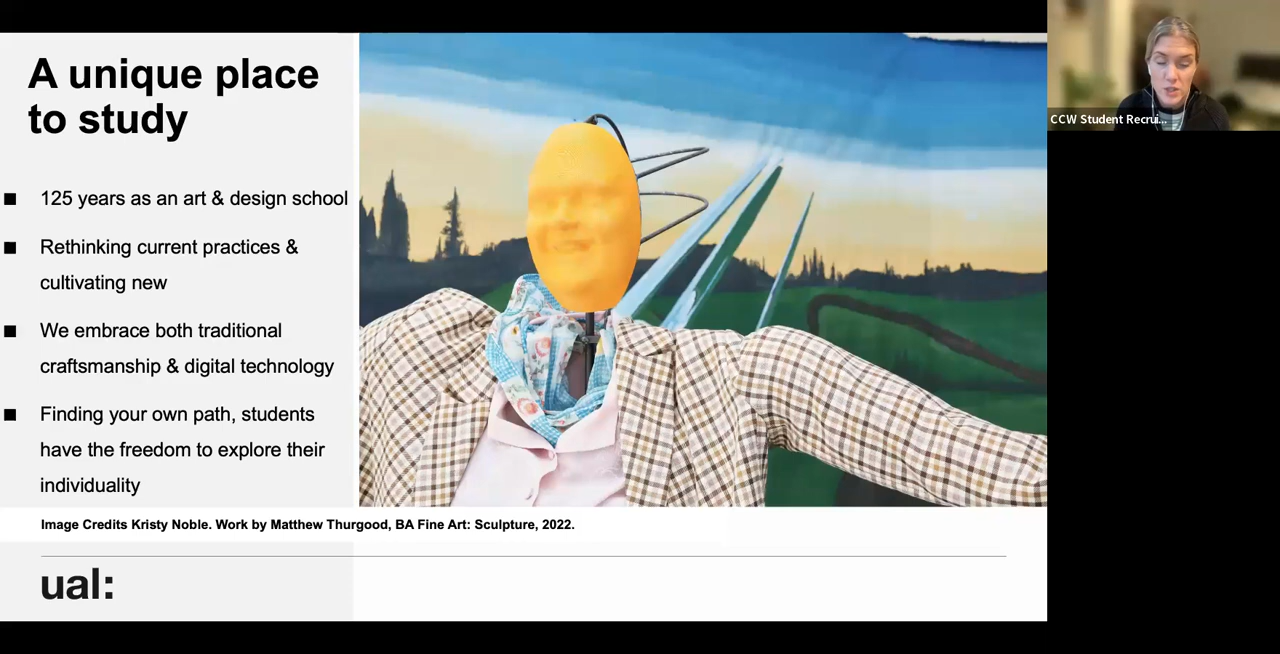 A unique place
to study
125 years as an art & design school
Rethinking current practices &
cultivating new
We embrace both traditional
craftsmanship & digital technology
Finding your own path, students
have the freedom to explore their
individuality
Image Credits Kristy Noble. Work by Matthew Thurgood, BA Fine Art: Sculpture, 2022.
ual:
CCW Student Recrui...